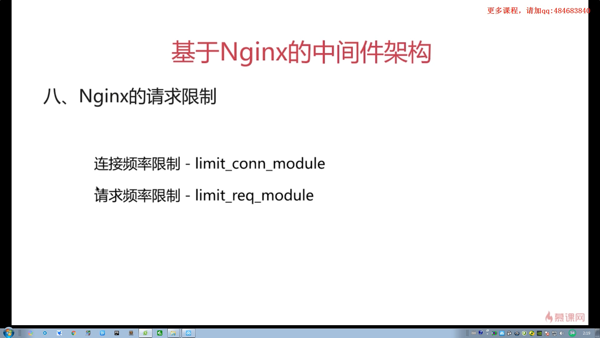 更多课程，请加qq:484683840
基于Nginx的中间件架构
八、Nginx的请求限制
连接频率限制 - limit_conn_module
请求频率限制 - limit_req_module
慕课网